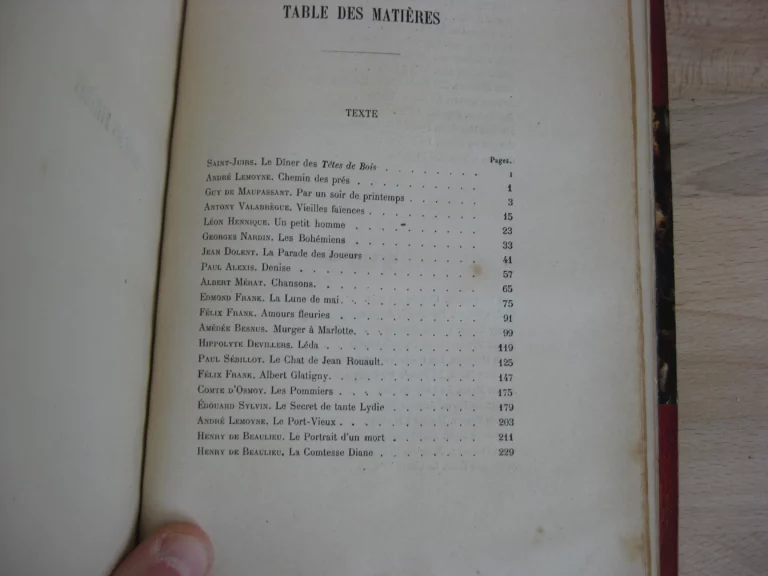 TABLE DES MATIÈRES
TEXTE
Pages.
SAINT-JUIRS. Le Dîner des Têtes de Bois . . . . . . . 1
ANDRÉ LEMOYNE. Chemin des prés . . . . . . . . 1
GUY DE MAUPASSANT. Par un soir de printemps . . . . . 3
ANTONY VALABRÈGUE. Vieilles faïences . . . . . . . 15
LÉON HENNIQUE. Un petit homme . . . . . . . . 23
GEORGES NARDIN. Les Bohémiens . . . . . . . . 33
JEAN DOLENT. La Parade des Joueurs . . . . . . . 41
PAUL ALEXIS. Denise . . . . . . . . . . . 57
ALBERT MÉRAT. Chansons. . . . . . . . . . 65
EDMOND FRANK. La Lune de mai. . . . . . . . . 75
FÉLIX FRANK. Amours fleuries . . . . . . . . . 91
AMÉDÉE BESNUS. Murger à Marlotte. . . . . . . . 99
HIPPOLYTE DEVILLERS. Léda . . . . . . . . . . 119
PAUL SÉBILLOT. Le Chat de Jean Rouault. . . . . . . 125
FÉLIX FRANK. Albert Glatigny. . . . . . . . . 147
COMTE D'OSMOY. Les Pommiers . . . . . . . . . 175
ÉDOUARD SYLVIN. Le Secret de tante Lydie . . . . . . 179
ANDRÉ LEMOYNE. Le Port-Vieux . . . . . . . . . 203
HENRY DE BEAULIEU. Le Portrait d'un mort . . . . . . 211
HENRY DE BEAULIEU. La Comtesse Diane . . . . . . . 229